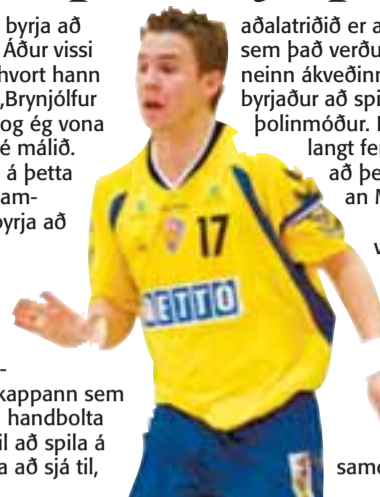 byrja að
Áður vissi
hvort hann
„Brynjólfur
og ég vona
é málið.
á þetta
am-
byrja að
-
kappann sem
handbolta
il að spila á
a að sjá til,
aðalatriðið er a
sem það verðu
neinn ákveðinn
byrjaður að spi
þolinmóður. 
langt fer
að þe
an M
v
samd
17
NETTO